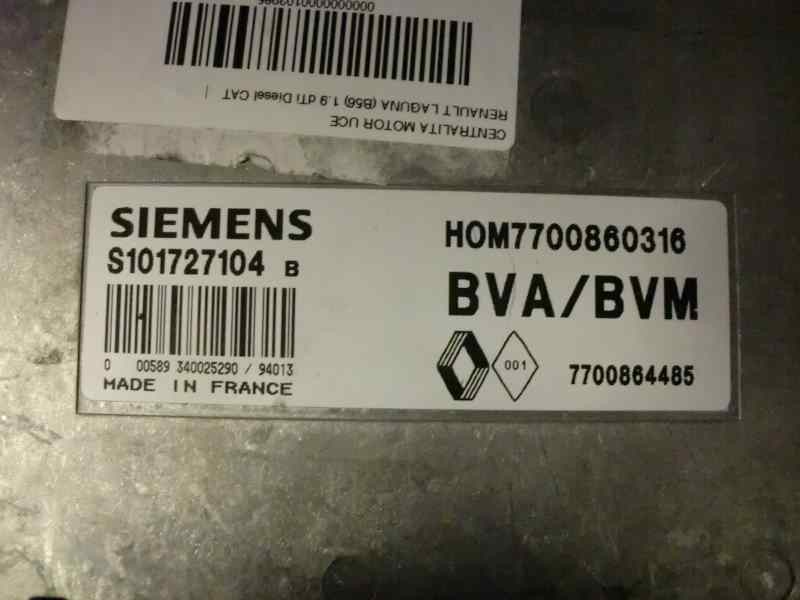 CENTRALITA MOTOR UCE
RENAULT LAGUNA (B56) 1.9 dTi Diesel CAT
SIEMENS
S101727104 B
0 00589 340025290 / 94013
MADE IN FRANCE
HOM7700860316
BVA/BVM
001
7700864485